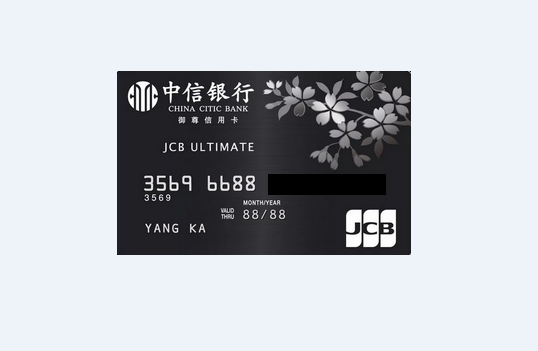 中信银行
CHINA CITIC BANK
御尊信用卡
JCB ULTIMATE
3569 6688
3569
MONTH/YEAR
VALID THRU 88/88
YANG KA
JCB